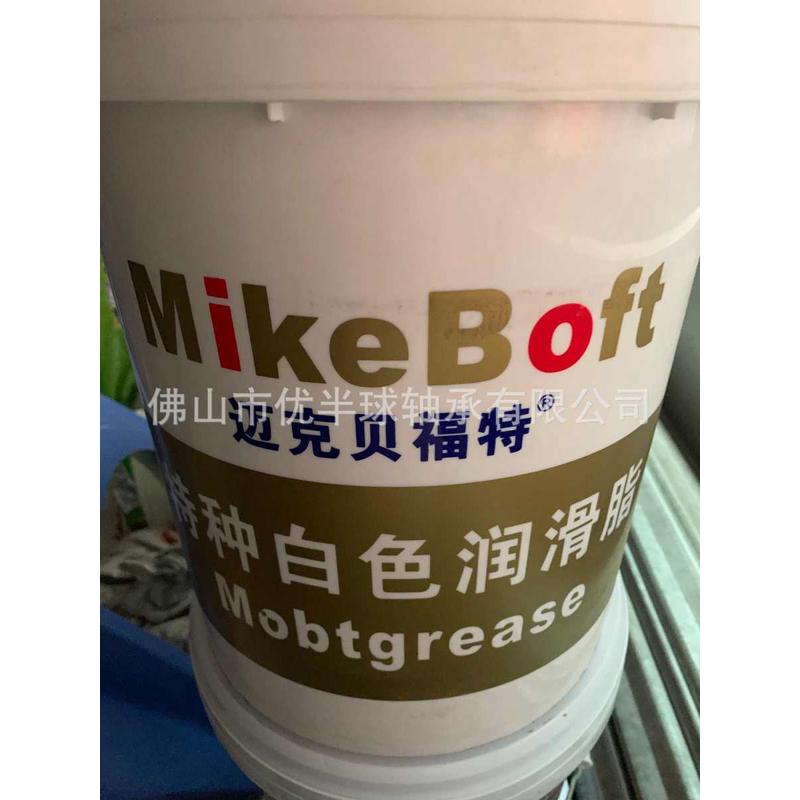 MikeBoft
佛山市优半球轴承有限公司
迈克贝福特®
特种白色润滑脂
Mobtgrease